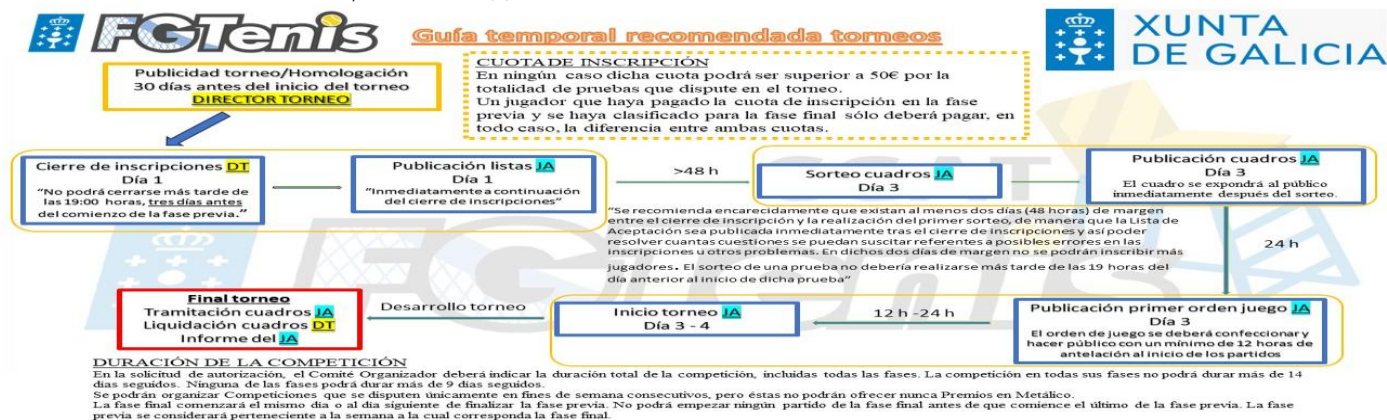 FGTenis
Guía temporal recomendada torneos
XUNTA
DE GALICIA
Publicidad torneo/Homologación
30 días antes del inicio del torneo
DIRECTOR TORNEO
CUOTA DE INSCRIPCIÓN
En ningún caso dicha cuota podrá ser superior a 50€ por la
totalidad de pruebas que dispute en el torneo.
Un jugador que haya pagado la cuota de inscripción en la fase
previa y se haya clasificado para la fase final sólo deberá pagar, en
todo caso, la diferencia entre ambas cuotas.
Cierre de inscripciones DT
Día 1
"No podrá cerrarse más tarde de
las 19:00 horas, tres días antes
del comienzo de la fase previa."
Publicación listas JA
Día 1
"Inmediatamente a continuación
del cierre de inscripciones"
>48 h
Sorteo cuadros JA
Día 3
Publicación cuadros JA
Día 3
El cuadro se expondrá al público
inmediatamente después del sorteo.
"Se recomienda encarecidamente que existan al menos dos días (48 horas) de margen
entre el cierre de inscripción y la realización del primer sorteo, de manera que la Lista de
Aceptación sea publicada inmediatamente tras el cierre de inscripciones y así poder
resolver cuantas cuestiones se puedan suscitar referentes a posibles errores en las
inscripciones u otros problemas. En dichos dos días de margen no se podrán inscribir más
jugadores. El sorteo de una prueba no debería realizarse más tarde de las 19 horas del
día anterior al inicio de dicha prueba"
24 h
Publicación primer orden juego JA
Día 3
El orden de juego se deberá confeccionar y
hacer público con un mínimo de 12 horas de
antelación al inicio de los partidos
12 h -24 h
Inicio torneo JA
Día 3 - 4
Desarrollo torneo
Final torneo
Tramitación cuadros JA
Liquidación cuadros DT
Informe del JA
DURACIÓN DE LA COMPETICIÓN
En la solicitud de autorización, el Comité Organizador deberá indicar la duración total de la competición, incluidas todas las fases. La competición en todas sus fases no podrá durar más de 14
días seguidos. Ninguna de las fases podrá durar más de 9 días seguidos.
Se podrán organizar Competiciones que se disputen únicamente en fines de semana consecutivos, pero éstas no podrán ofrecer nunca Premios en Metálico.
La fase final comenzará el mismo día o al día siguiente de finalizar la fase previa. No podrá empezar ningún partido de la fase final antes de que comience el último de la fase previa. La fase
previa se considerará perteneciente a la semana a la cual corresponda la fase final.